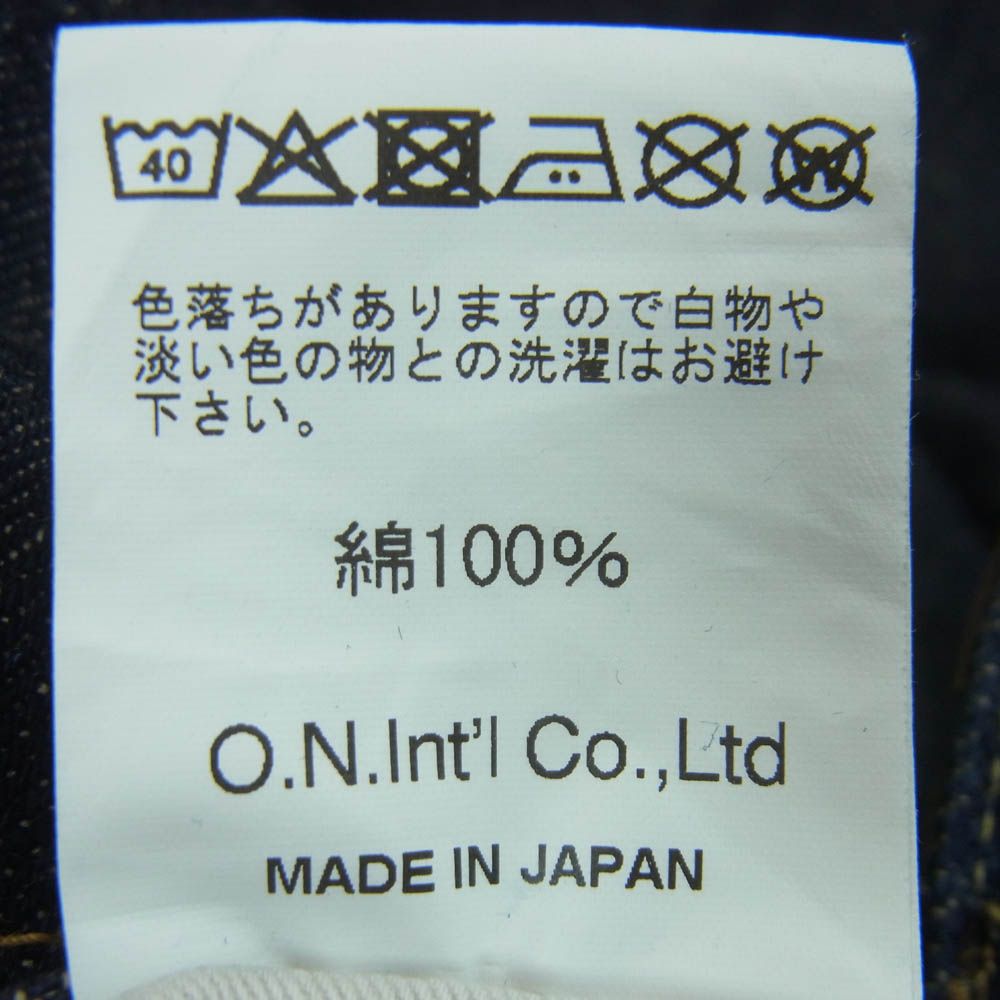 40
W
色落ちがありますので白物や
淡い色の物との洗濯はお避け
下さい。
綿100%
O.N.Int'l Co.,Ltd
MADE IN JAPAN